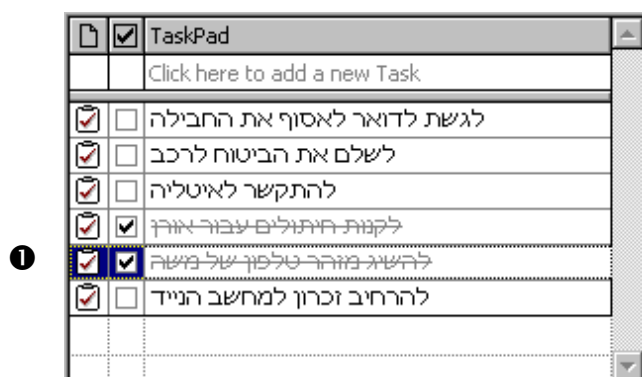 TaskPad
Click here to add a new Task
לגשת לדואר לאסוף את החבילה
לשלם את הביטוח לרכב
להתקשר לאיטליה
לקנות חיתולים עבור אורן
❶
להשיג מזהר טלפון של משה
להרחיב זכרון למחשב הנייד